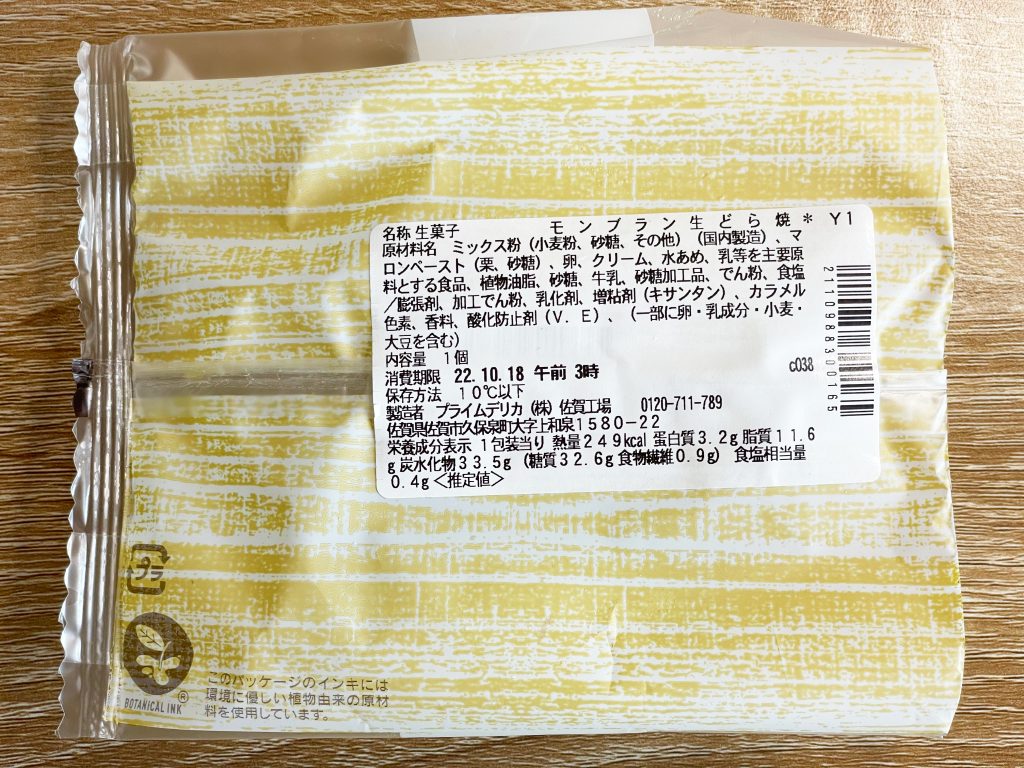 名称 生菓子 モンブラン生どら焼＊ Y1
原材料名 ミックス粉（小麦粉、砂糖、その他）（国内製造）、マ
ロンペースト（栗、砂糖）、卵、クリーム、水あめ、乳等を主要原
料とする食品、植物油脂、砂糖、牛乳、砂糖加工品、でん粉、食塩
／膨張剤、加工でん粉、乳化剤、増粘剤（キサンタン）、カラメル
色素、香料、酸化防止剤（V．E）、（一部に卵・乳成分・小麦・
大豆を含む）
内容量 1個
消費期限 22.10.18 午前 3時
c038
保存方法 10℃以下
製造者 プライムデリカ（株）佐賀工場 0120-711-789
佐賀県佐賀市久保泉町大字上和泉1580-22
栄養成分表示 1包装当り 熱量249kcal 蛋白質3.2g 脂質11.6
g 炭水化物33.5g（糖質32.6g 食物繊維0.9g） 食塩相当量
0.4g＜推定値＞
2110988300165
プラ
BOTANICAL INK®
このパッケージのインキには
環境に優しい植物由来の原材
料を使用しています。